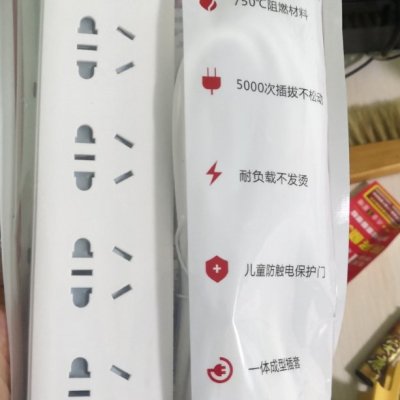 750℃阻燃材料
5000次插拔不松动
耐负载不发烫
儿童防触电保护门
一体成型插套